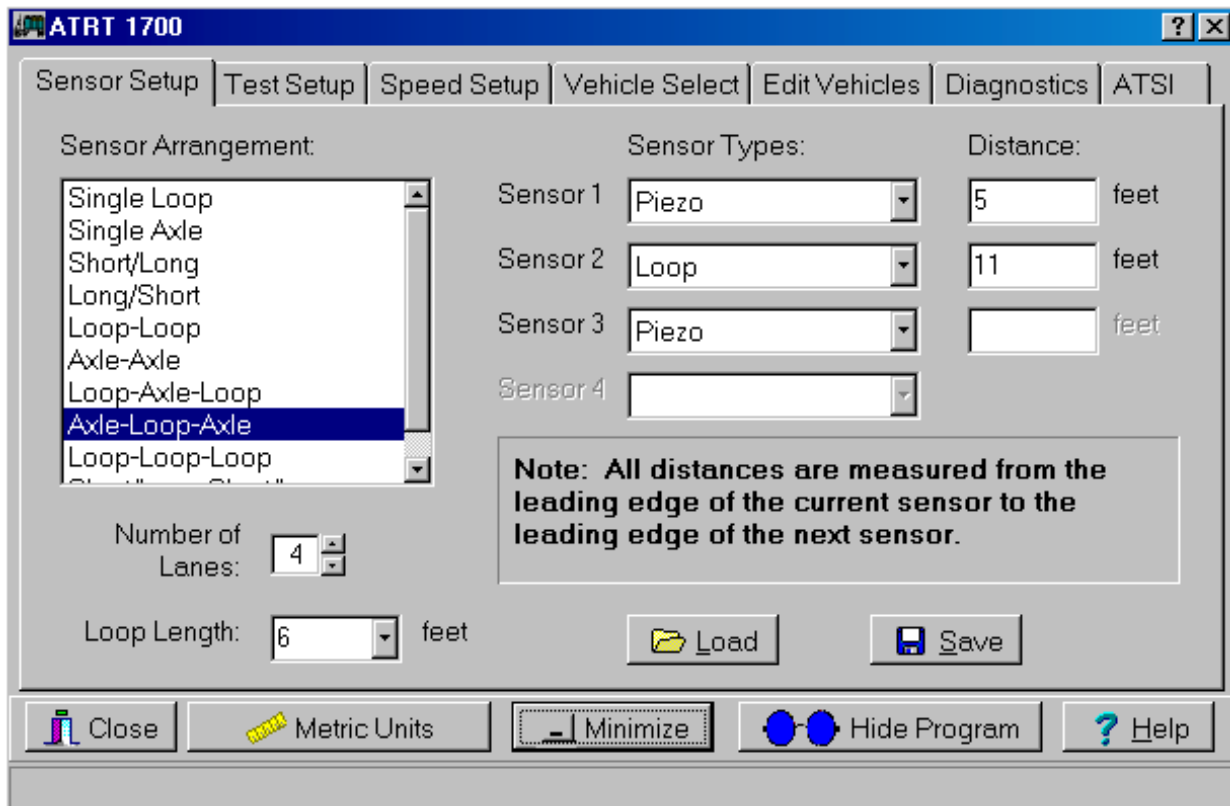 ATRT 1700
Sensor Setup Test Setup Speed Setup Vehicle Select Edit Vehicles Diagnostics ATSI
Sensor Arrangement:
Single Loop
Single Axle
Short/Long
Long/Short
Loop-Loop
Axle-Axle
Loop-Axle-Loop
Axle-Loop-Axle
Loop-Loop-Loop
Number of
Lanes: 4
Loop Length: 6 feet
Sensor Types: Distance:
Sensor 1 Piezo 5 feet
Sensor 2 Loop 11 feet
Sensor 3 Piezo feet
Sensor 4
Note: All distances are measured from the
leading edge of the current sensor to the
leading edge of the next sensor.
Load Save
Close Metric Units Minimize Hide Program ? Help